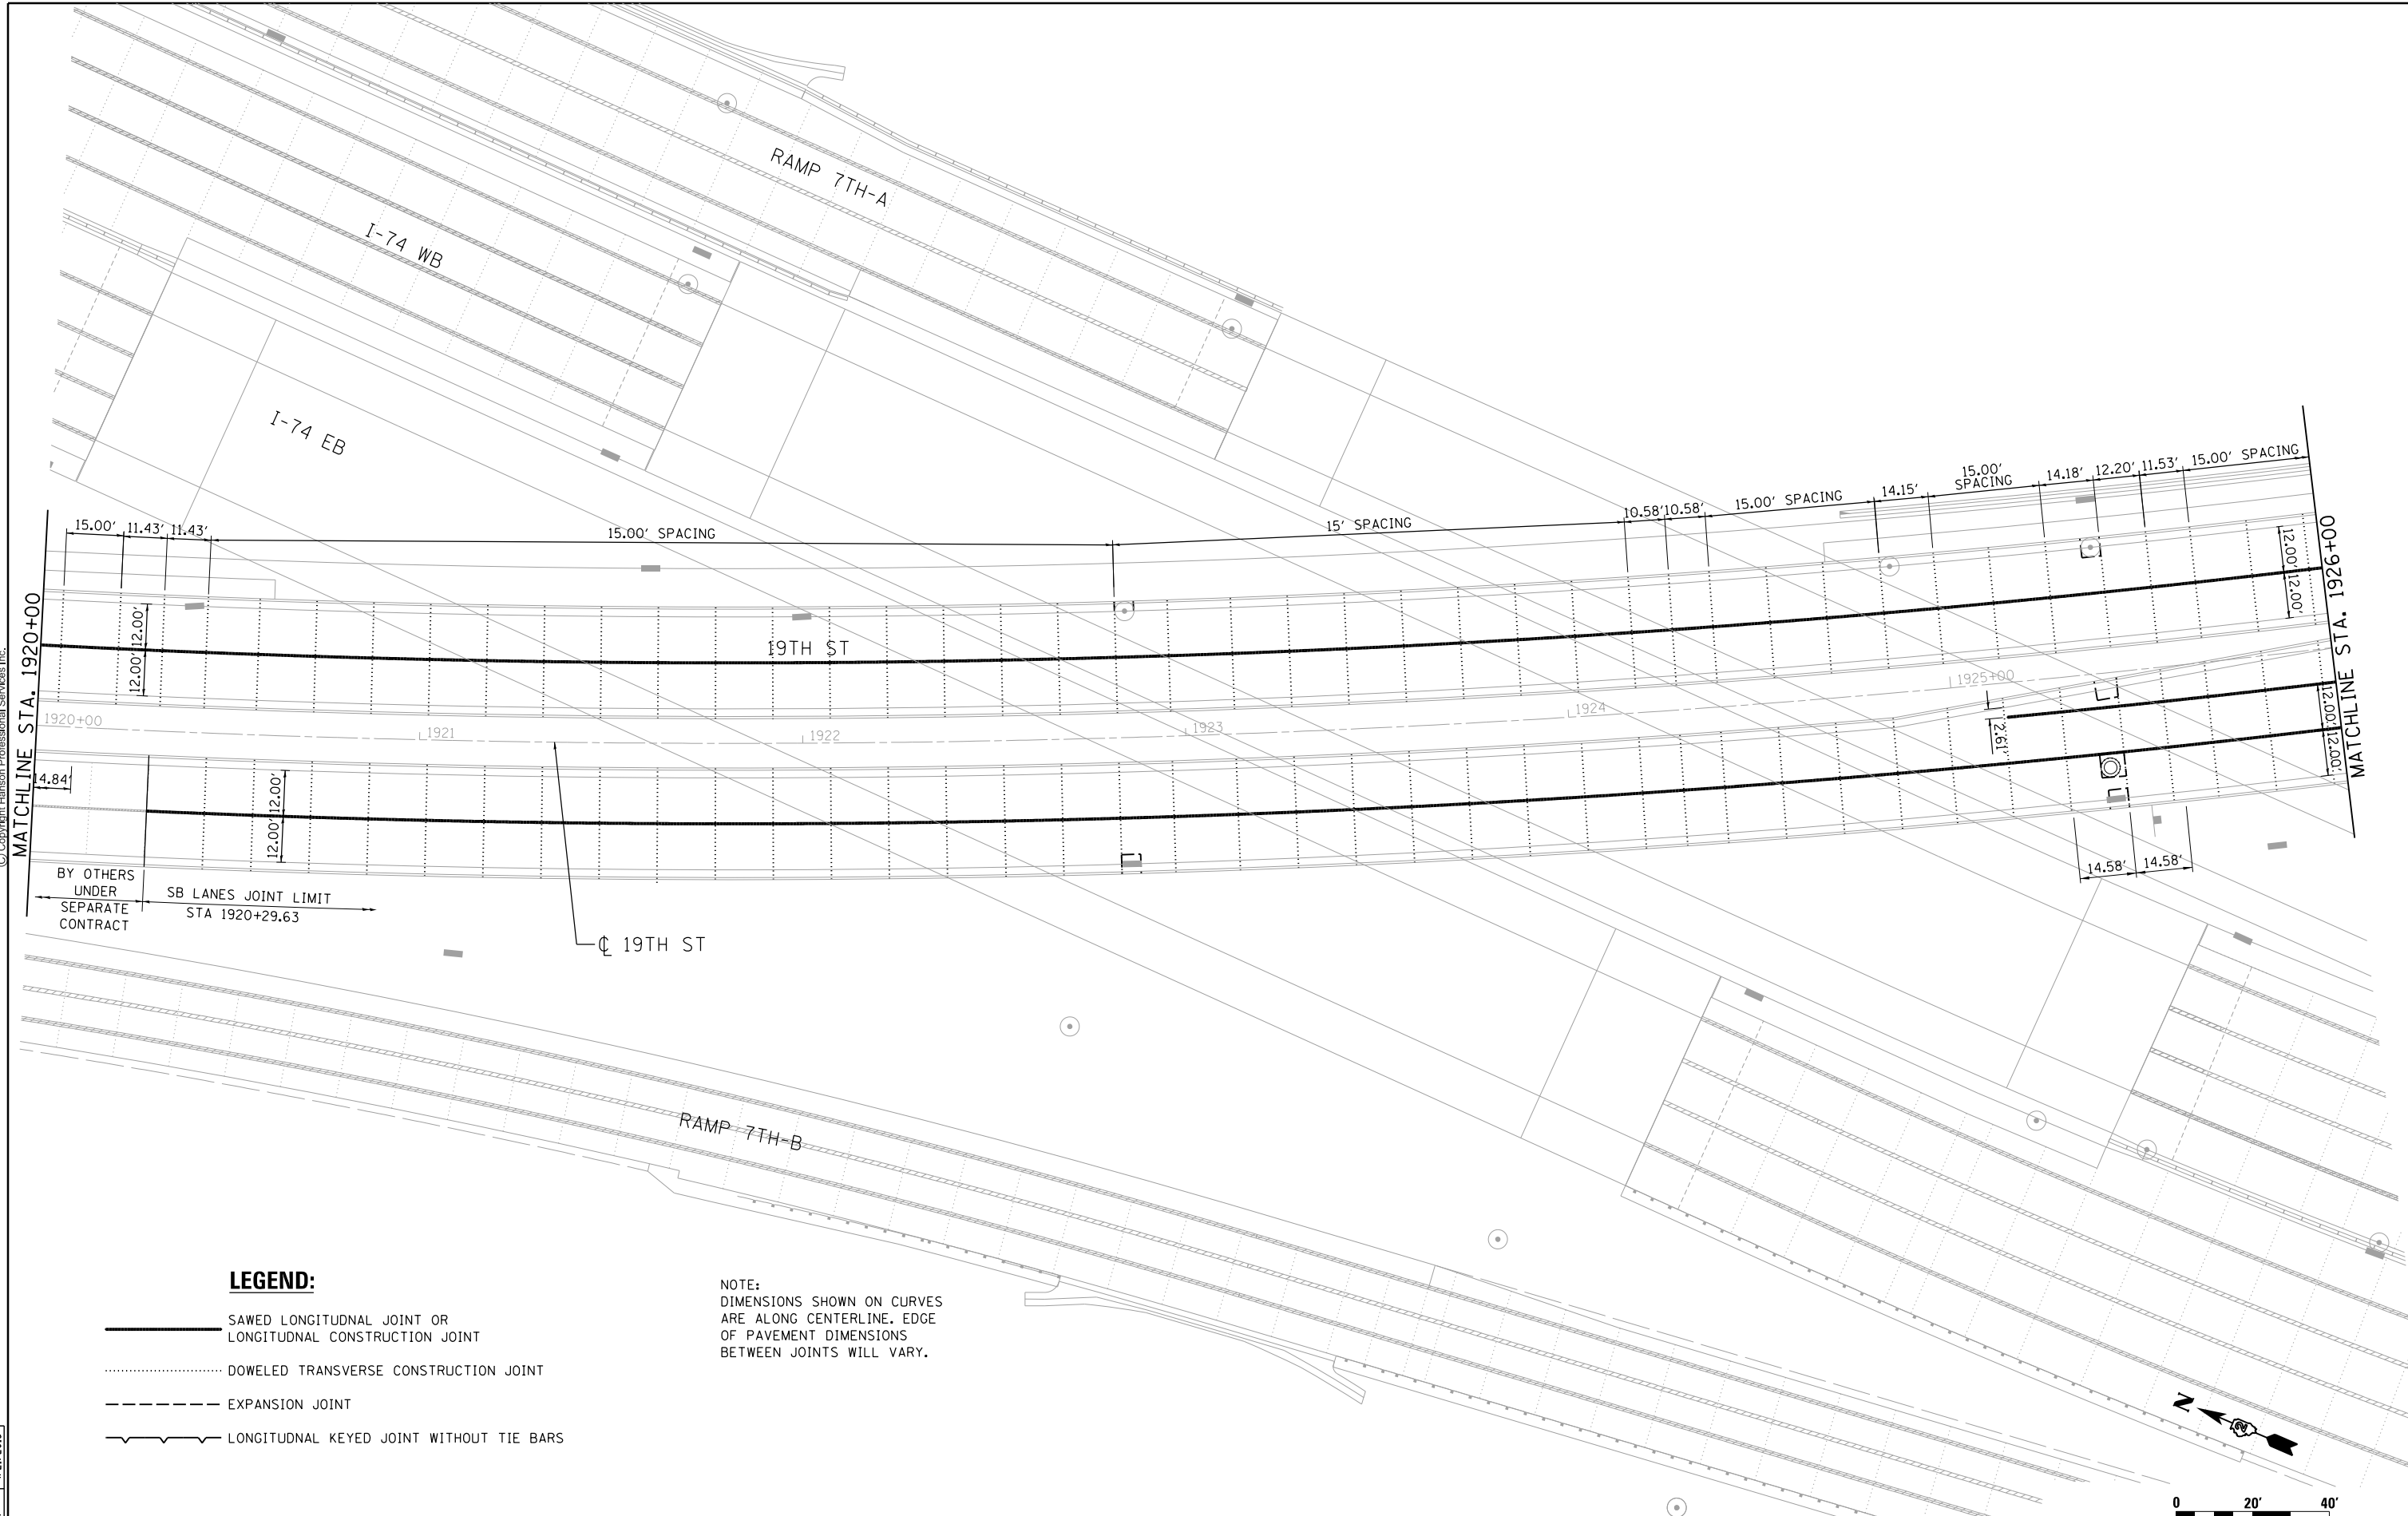 RAMP 7TH-A
I-74 WB
I-74 EB
15.00' 11.43' 11.43'
15.00' SPACING
15' SPACING
10.58' 10.58'
15.00' SPACING
14.15'
15.00'
SPACING
14.18' 12.20' 11.53' 15.00' SPACING
MATCHLINE STA. 1920+00
12.00' 12.00'
19TH ST
12.00' 12.00'
MATCHLINE STA. 1926+00
1920+00
1921
1922
1923
1924
1925+00
2.61'
12.00' 12.00'
14.84'
12.00' 12.00'
14.58' 14.58'
BY OTHERS
UNDER
SEPARATE
CONTRACT
SB LANES JOINT LIMIT
STA 1920+29.63
℄ 19TH ST
RAMP 7TH-B
(C) Copyright Hanson Professional Services Inc.
LEGEND:
SAWED LONGITUDNAL JOINT OR
LONGITUDNAL CONSTRUCTION JOINT
DOWELED TRANSVERSE CONSTRUCTION JOINT
EXPANSION JOINT
LONGITUDNAL KEYED JOINT WITHOUT TIE BARS
NOTE:
DIMENSIONS SHOWN ON CURVES
ARE ALONG CENTERLINE. EDGE
OF PAVEMENT DIMENSIONS
BETWEEN JOINTS WILL VARY.
N
0 20' 40'